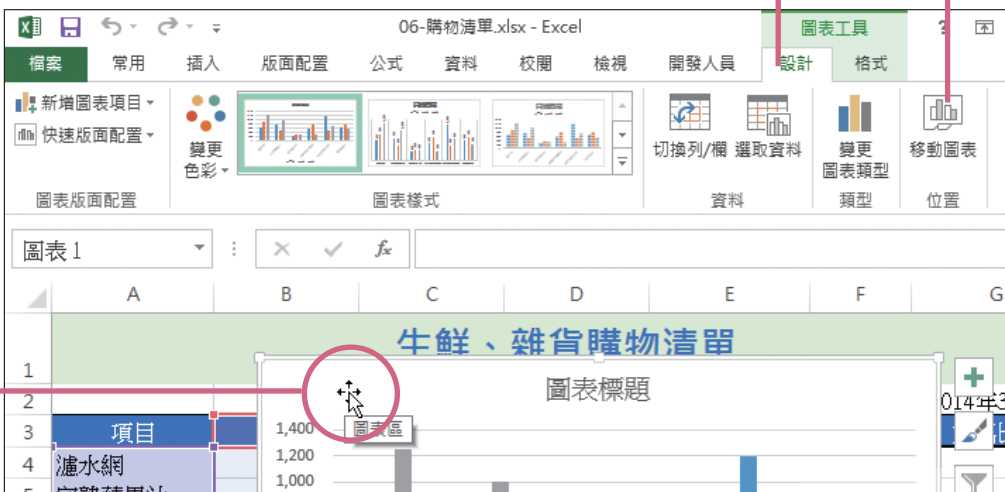 06-購物清單.xlsx - Excel
圖表工具
?
檔案 常用 插入 版面配置 公式 資料 校閱 檢視 開發人員 設計 格式
新增圖表項目
快速版面配置
變更
色彩
切換列/欄 選取資料
變更
圖表類型
移動圖表
圖表版面配置 圖表樣式 資料 類型 位置
圖表 1
fx
A B C D E F G
1 牛鮮、雜貨購物清單
圖表標題
2
014年3
3 項目
1,400
圖表區
4 濾水網
1,200
1,000